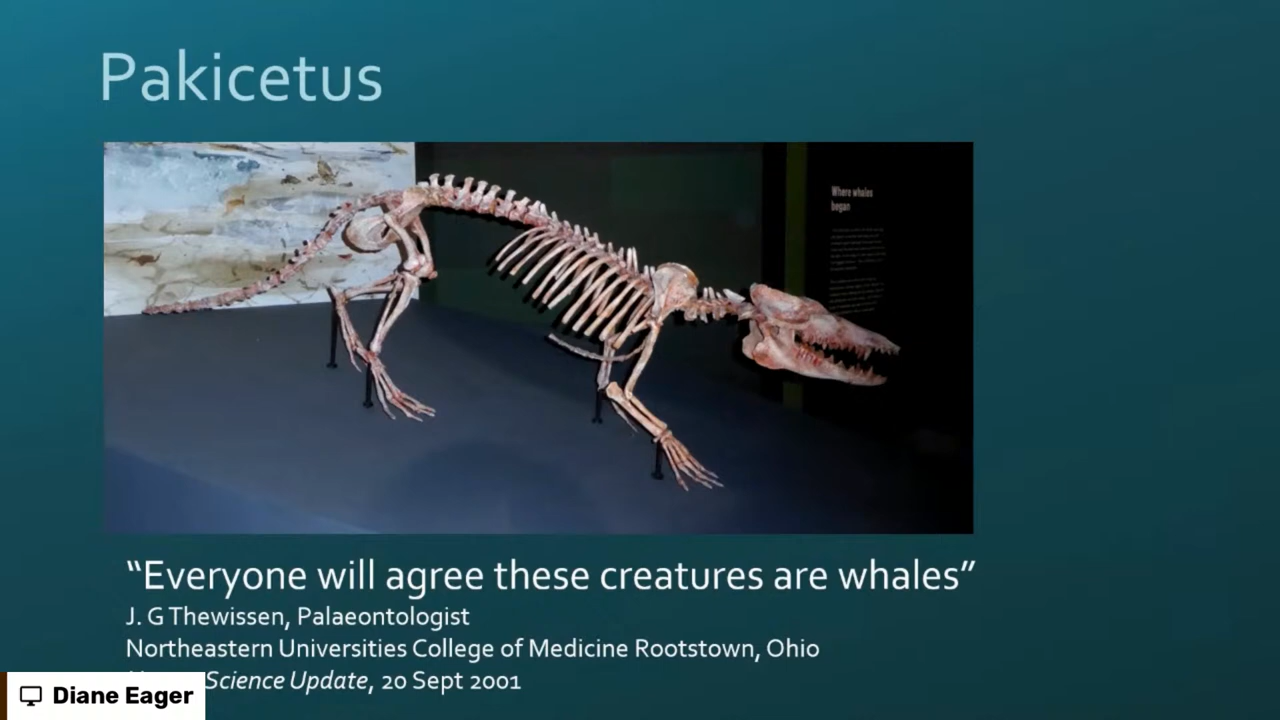 Pakicetus
Where whales
began
“Everyone will agree these creatures are whales”
J. G Thewissen, Palaeontologist
Northeastern Universities College of Medicine Rootstown, Ohio
Science Update, 20 Sept 2001
Diane Eager